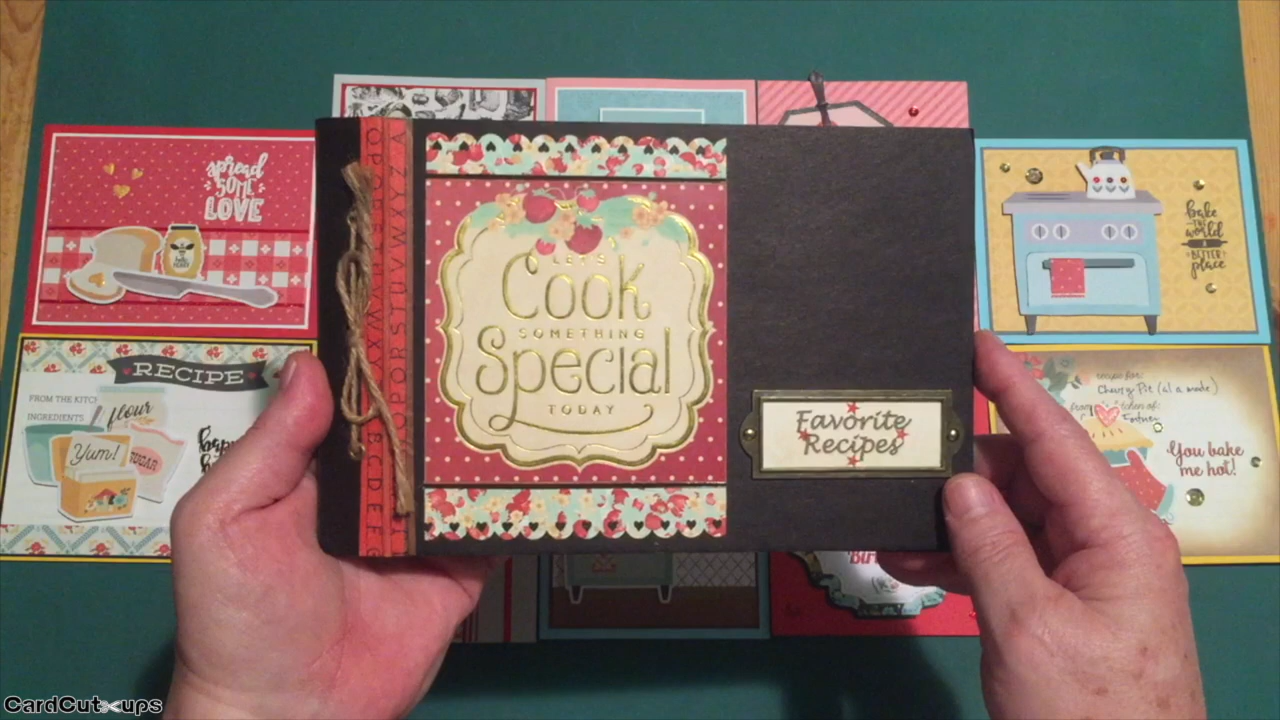 spread
SOME
LOVE
RECIPE
FROM THE KITCH
INGREDIENTS
flour
Yum!
SUGAR
LET'S
Cook
SOMETHING
Special
TODAY
Favorite
Recipes
bake
THE
world
A
BETTER
place
recipe for:
Cherry Pie (al a mode)
You bake
me hot!
CardCutups